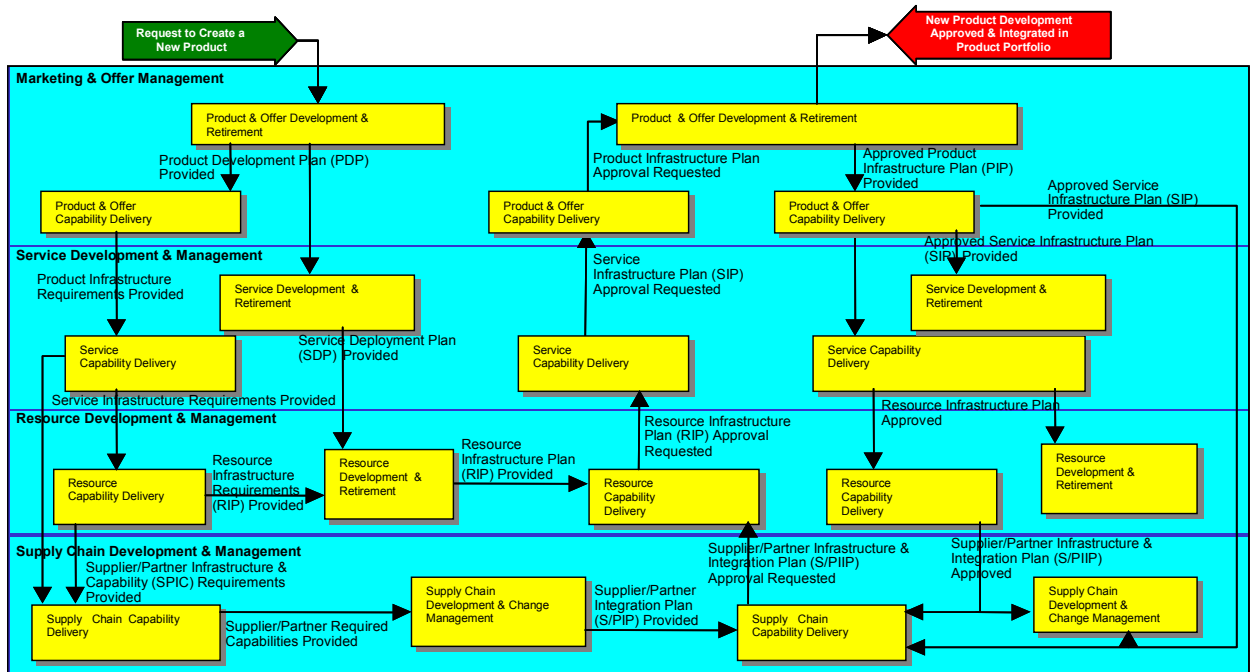 Request to Create a
New Product
New Product Development
Approved & Integrated in
Product Portfolio
Marketing & Offer Management
Product & Offer Development &
Retirement
Product & Offer Development & Retirement
Product Development Plan (PDP)
Provided
Product Infrastructure Plan
Approval Requested
Approved Product
Infrastructure Plan (PIP)
Provided
Approved Service
Infrastructure Plan (SIP)
Provided
Product & Offer
Capability Delivery
Product & Offer
Capability Delivery
Product & Offer
Capability Delivery
Service Development & Management
Product Infrastructure
Requirements Provided
Service
Infrastructure Plan (SIP)
Approval Requested
Approved Service Infrastructure Plan
(SIP) Provided
Service Development &
Retirement
Service Development &
Retirement
Service Deployment Plan
(SDP) Provided
Service
Capability Delivery
Service
Capability Delivery
Service Capability
Delivery
Service Infrastructure Requirements Provided
Resource Infrastructure Plan
Approved
Resource Development & Management
Resource Infrastructure
Plan (RIP) Approval
Requested
Resource
Infrastructure
Requirements
(RIP) Provided
Resource
Infrastructure Plan
(RIP) Provided
Resource
Capability Delivery
Resource
Development &
Retirement
Resource
Capability
Delivery
Resource
Capability
Delivery
Resource
Development &
Retirement
Supply Chain Development & Management
Supplier/Partner Infrastructure &
Capability (SPIC) Requirements
Provided
Supplier/Partner Infrastructure &
Integration Plan (S/PIIP)
Approval Requested
Supplier/Partner Infrastructure &
Integration Plan (S/PIIP)
Approved
Supply Chain Capability
Delivery
Supplier/Partner Required
Capabilities Provided
Supply Chain
Development & Change
Management
Supplier/Partner
Integration Plan
(S/PIP) Provided
Supply Chain
Capability Delivery
Supply Chain
Development &
Change Management